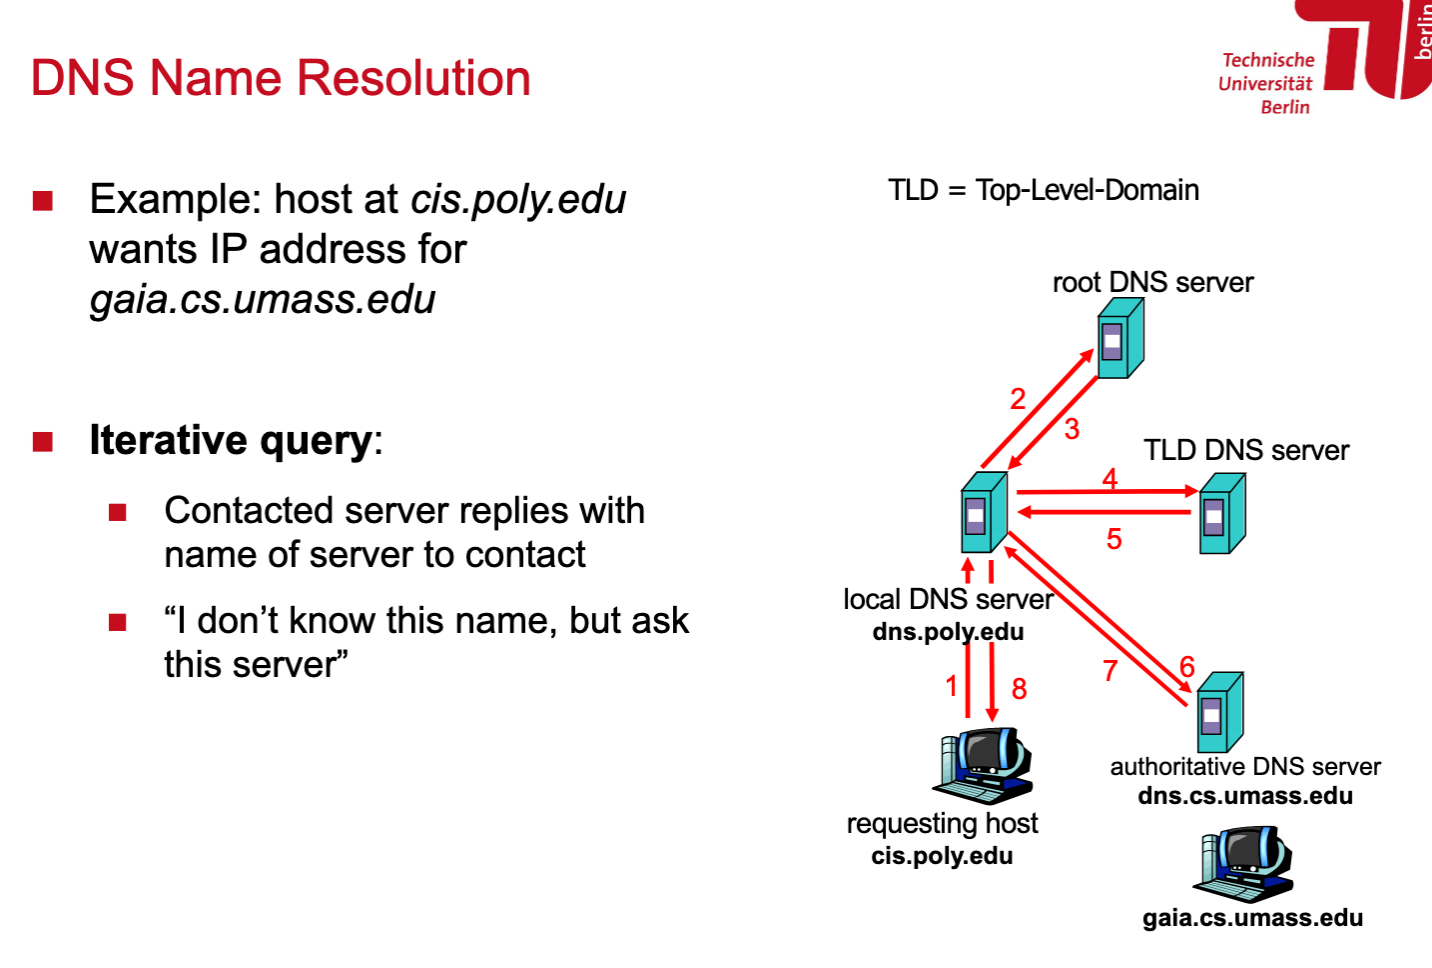 DNS Name Resolution
Technische
Universität
Berlin
berlin
Example: host at cis.poly.edu
wants IP address for
gaia.cs.umass.edu
Iterative query:
Contacted server replies with
name of server to contact
“I don’t know this name, but ask
this server”
TLD = Top-Level-Domain
root DNS server
2
3
TLD DNS server
4
5
local DNS server
dns.poly.edu
1
8
7
6
authoritative DNS server
dns.cs.umass.edu
requesting host
cis.poly.edu
gaia.cs.umass.edu